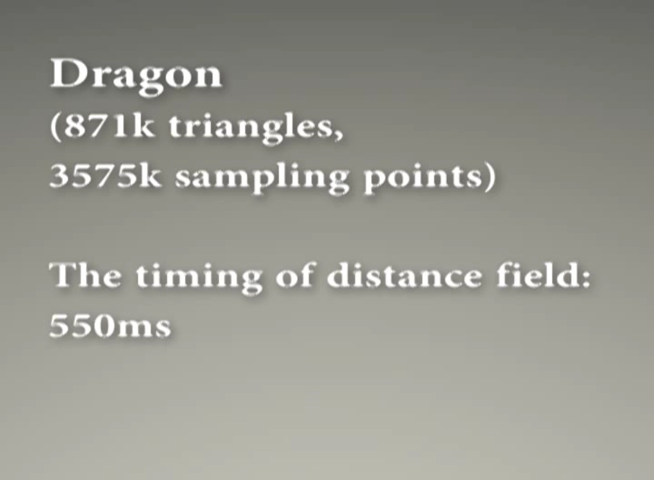 Dragon
(871k triangles,
3575k sampling points)
The timing of distance field:
550ms